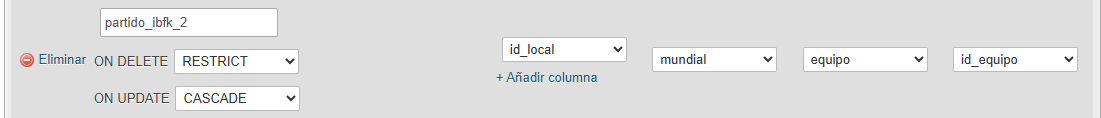 partido_ibfk_2
Eliminar ON DELETE RESTRICT id_local mundial equipo id_equipo
+ Añadir columna
ON UPDATE CASCADE